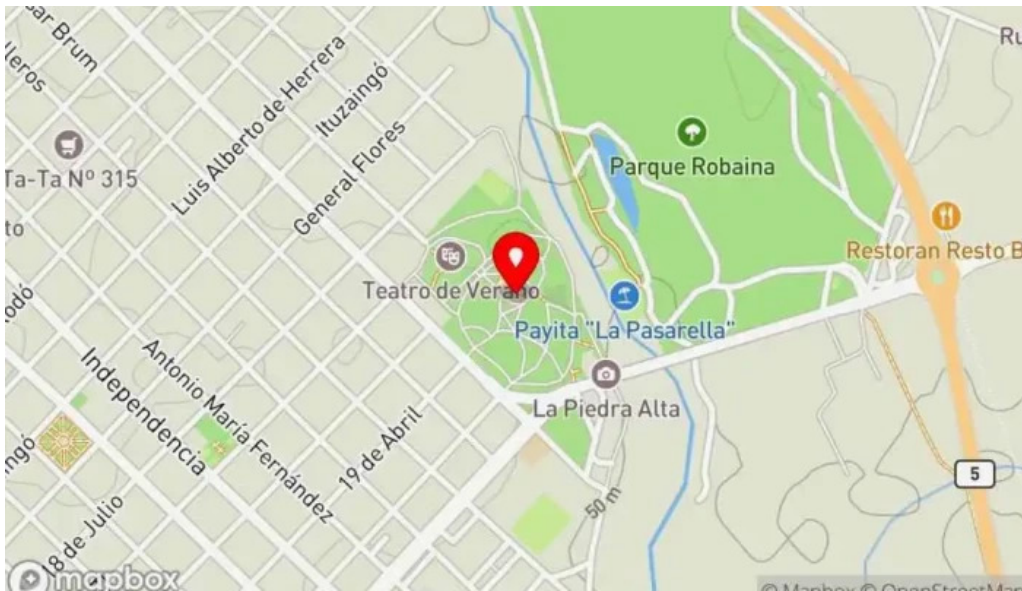 Brum
Luis Alberto de Herrera
Ituzaingó
General Flores
Ta-Ta Nº 315
Parque Robaina
Restoran Resto B
Teatro de Verano
Payita "La Pasarella"
La Piedra Alta
Antonio María Fernández
Independencia
19 de Abril
18 de Julio
50 m
5
mapbox
© Mapbox © OpenStreetMap